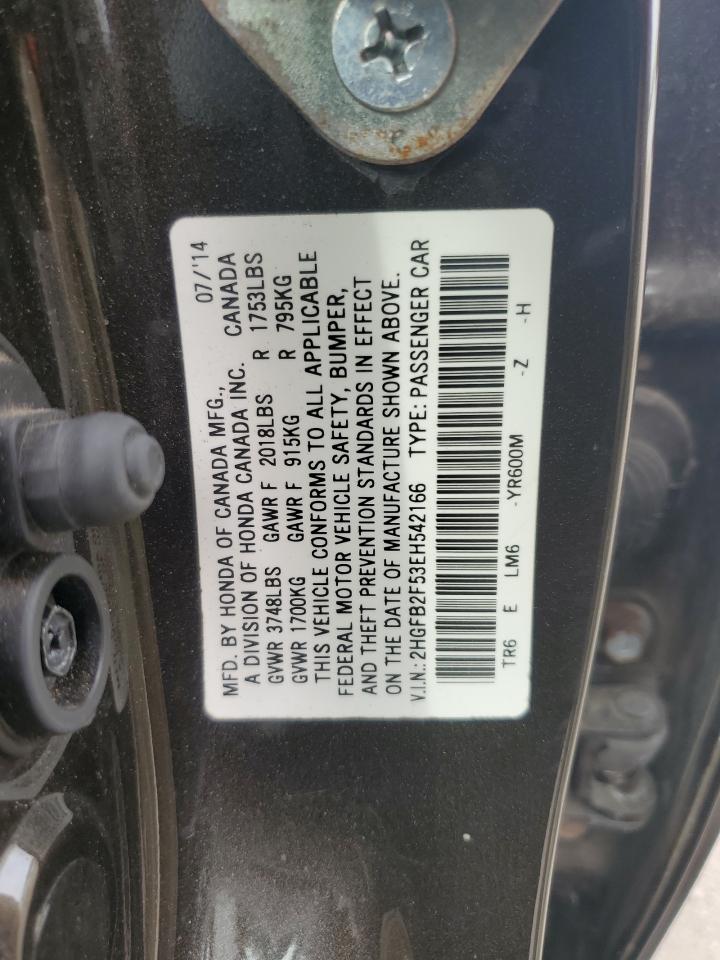 MFD. BY HONDA OF CANADA MFG., 07/'14
A DIVISION OF HONDA CANADA INC. CANADA
GVWR 3748LBS GAWR F 2018LBS R 1753LBS
GVWR 1700KG GAWR F 915KG R 795KG
THIS VEHICLE CONFORMS TO ALL APPLICABLE
FEDERAL MOTOR VEHICLE SAFETY, BUMPER,
AND THEFT PREVENTION STANDARDS IN EFFECT
ON THE DATE OF MANUFACTURE SHOWN ABOVE.
V.I.N.: 2HGFB2F53EH542166 TYPE: PASSENGER CAR
TR6 E LM6 -YR600M -Z -H